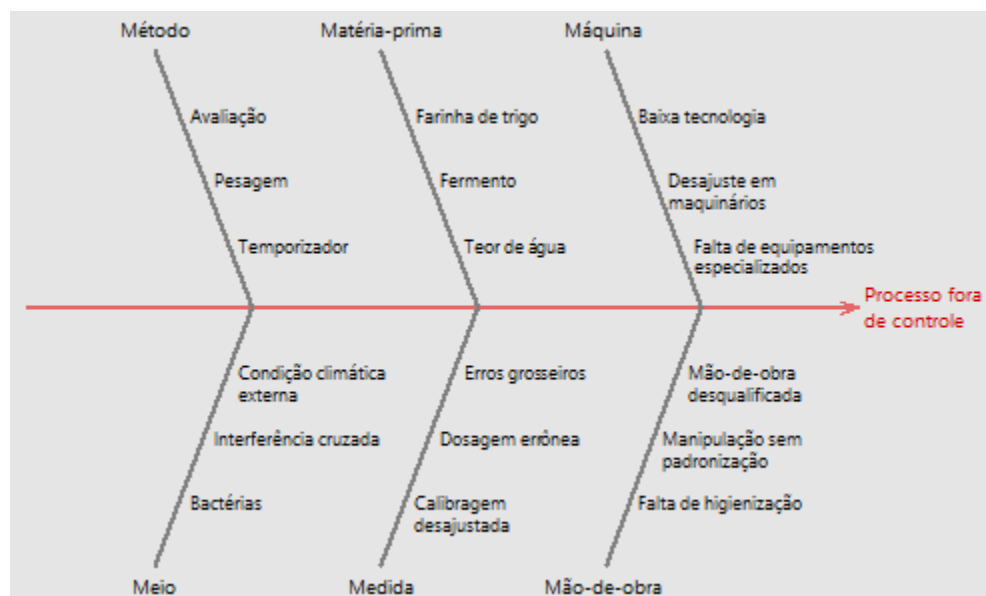 Método
Matéria-prima
Máquina
Avaliação
Farinha de trigo
Baixa tecnologia
Pesagem
Fermento
Desajuste em
maquinários
Temporizador
Teor de água
Falta de equipamentos
especializados
Processo fora
de controle
Condição climática
externa
Erros grosseiros
Mão-de-obra
desqualificada
Interferência cruzada
Dosagem errônea
Manipulação sem
padronização
Bactérias
Calibragem
desajustada
Falta de higienização
Meio
Medida
Mão-de-obra